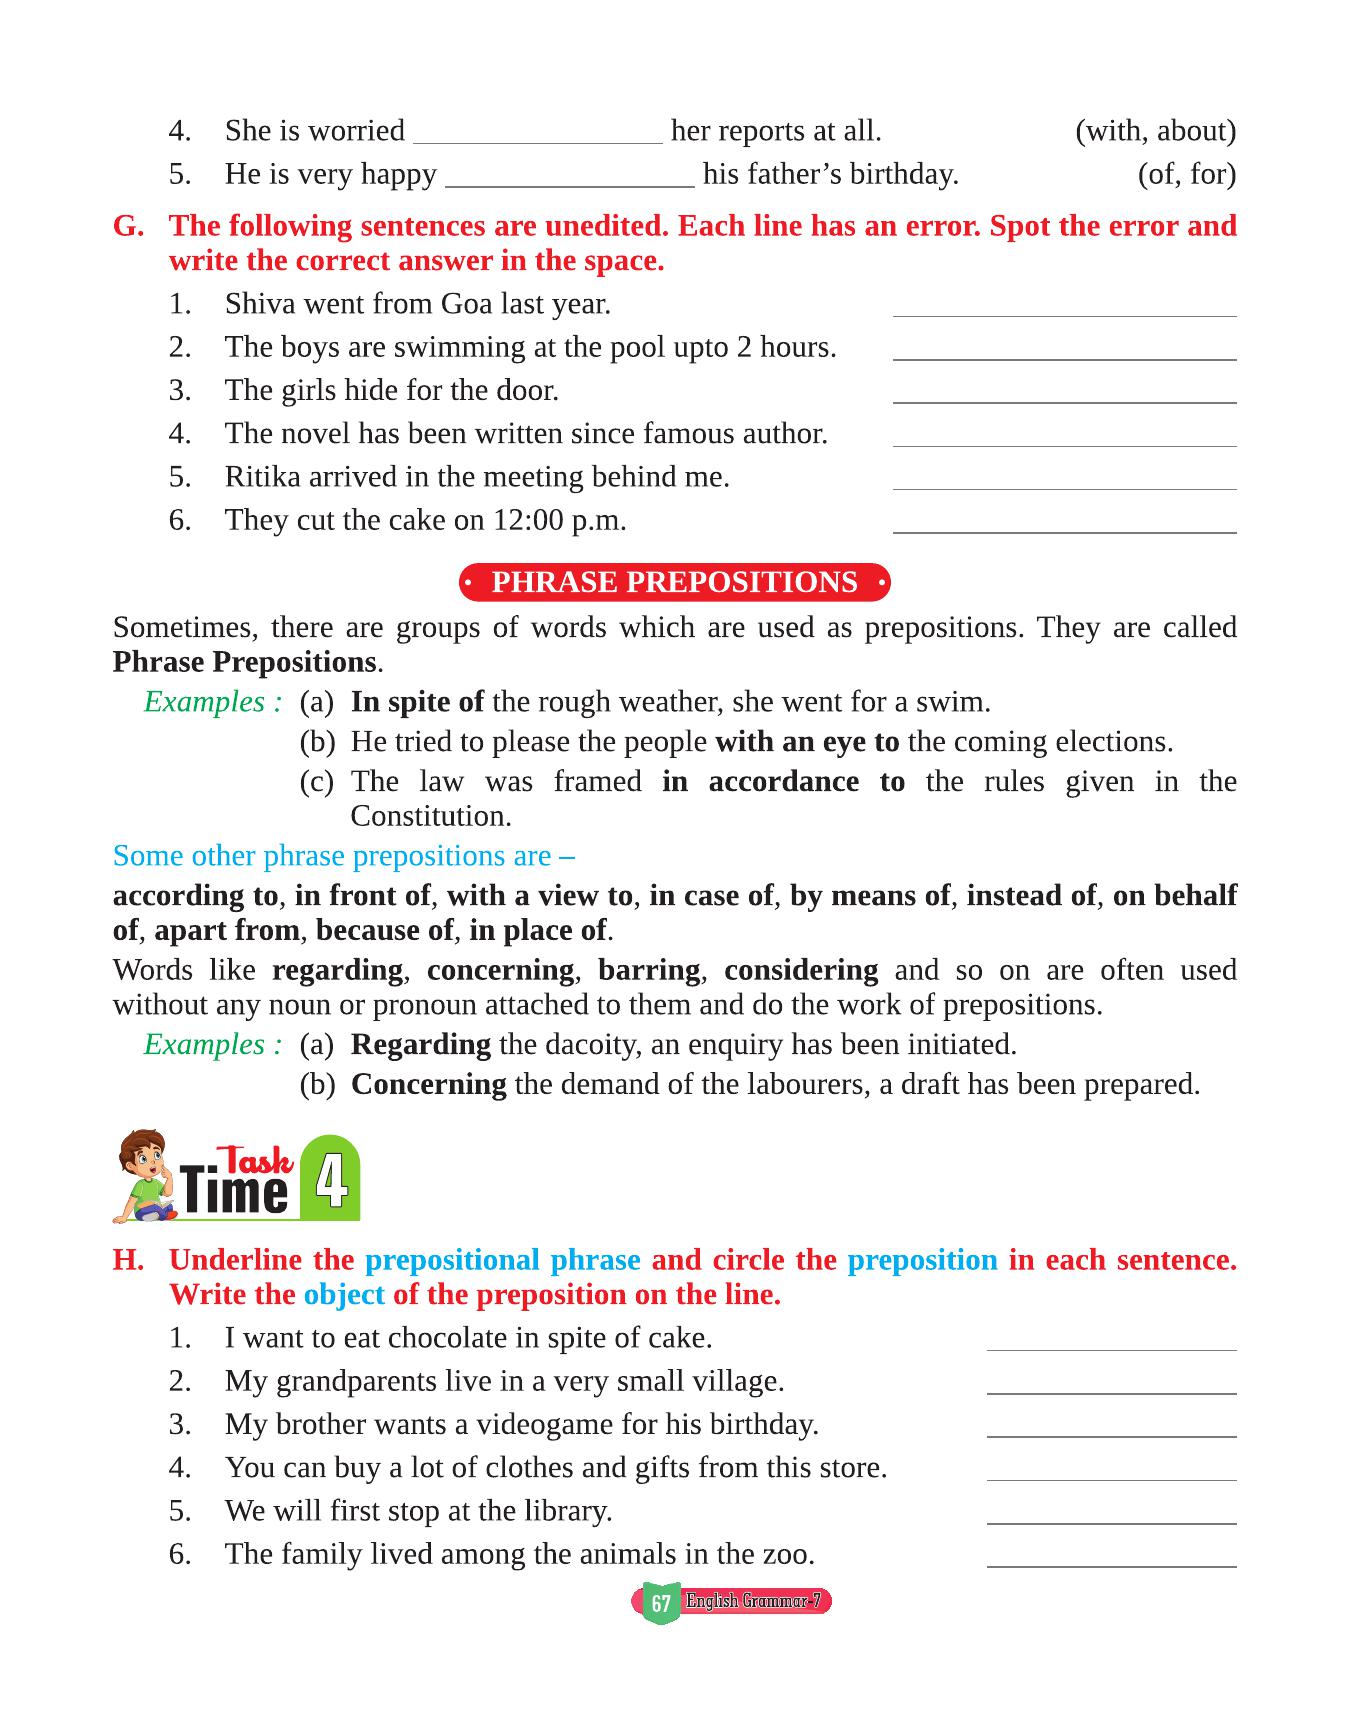 4. She is worried ________________ her reports at all. (with, about)
5. He is very happy ________________ his father’s birthday. (of, for)
G. The following sentences are unedited. Each line has an error. Spot the error and
write the correct answer in the space.
1. Shiva went from Goa last year. ______________________
2. The boys are swimming at the pool upto 2 hours. ______________________
3. The girls hide for the door. ______________________
4. The novel has been written since famous author. ______________________
5. Ritika arrived in the meeting behind me. ______________________
6. They cut the cake on 12:00 p.m. ______________________
PHRASE PREPOSITIONS
Sometimes, there are groups of words which are used as prepositions. They are called
Phrase Prepositions.
Examples : (a) In spite of the rough weather, she went for a swim.
(b) He tried to please the people with an eye to the coming elections.
(c) The law was framed in accordance to the rules given in the
Constitution.
Some other phrase prepositions are –
according to, in front of, with a view to, in case of, by means of, instead of, on behalf
of, apart from, because of, in place of.
Words like regarding, concerning, barring, considering and so on are often used
without any noun or pronoun attached to them and do the work of prepositions.
Examples : (a) Regarding the dacoity, an enquiry has been initiated.
(b) Concerning the demand of the labourers, a draft has been prepared.
Task
Time 4
H. Underline the prepositional phrase and circle the preposition in each sentence.
Write the object of the preposition on the line.
1. I want to eat chocolate in spite of cake. ________________
2. My grandparents live in a very small village. ________________
3. My brother wants a videogame for his birthday. ________________
4. You can buy a lot of clothes and gifts from this store. ________________
5. We will first stop at the library. ________________
6. The family lived among the animals in the zoo. ________________
67 English Grammar-7